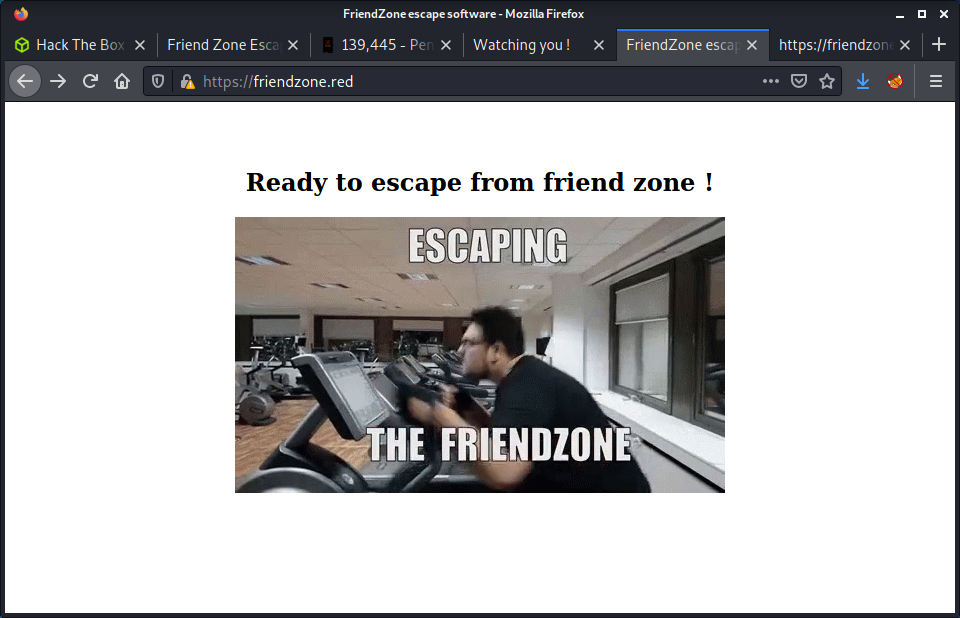 FriendZone escape software - Mozilla Firefox
Hack The Box
Friend Zone Esca
139,445 - Pen
Watching you !
FriendZone escap
https://friendzone
https://friendzone.red
Ready to escape from friend zone !
ESCAPING
THE FRIENDZONE